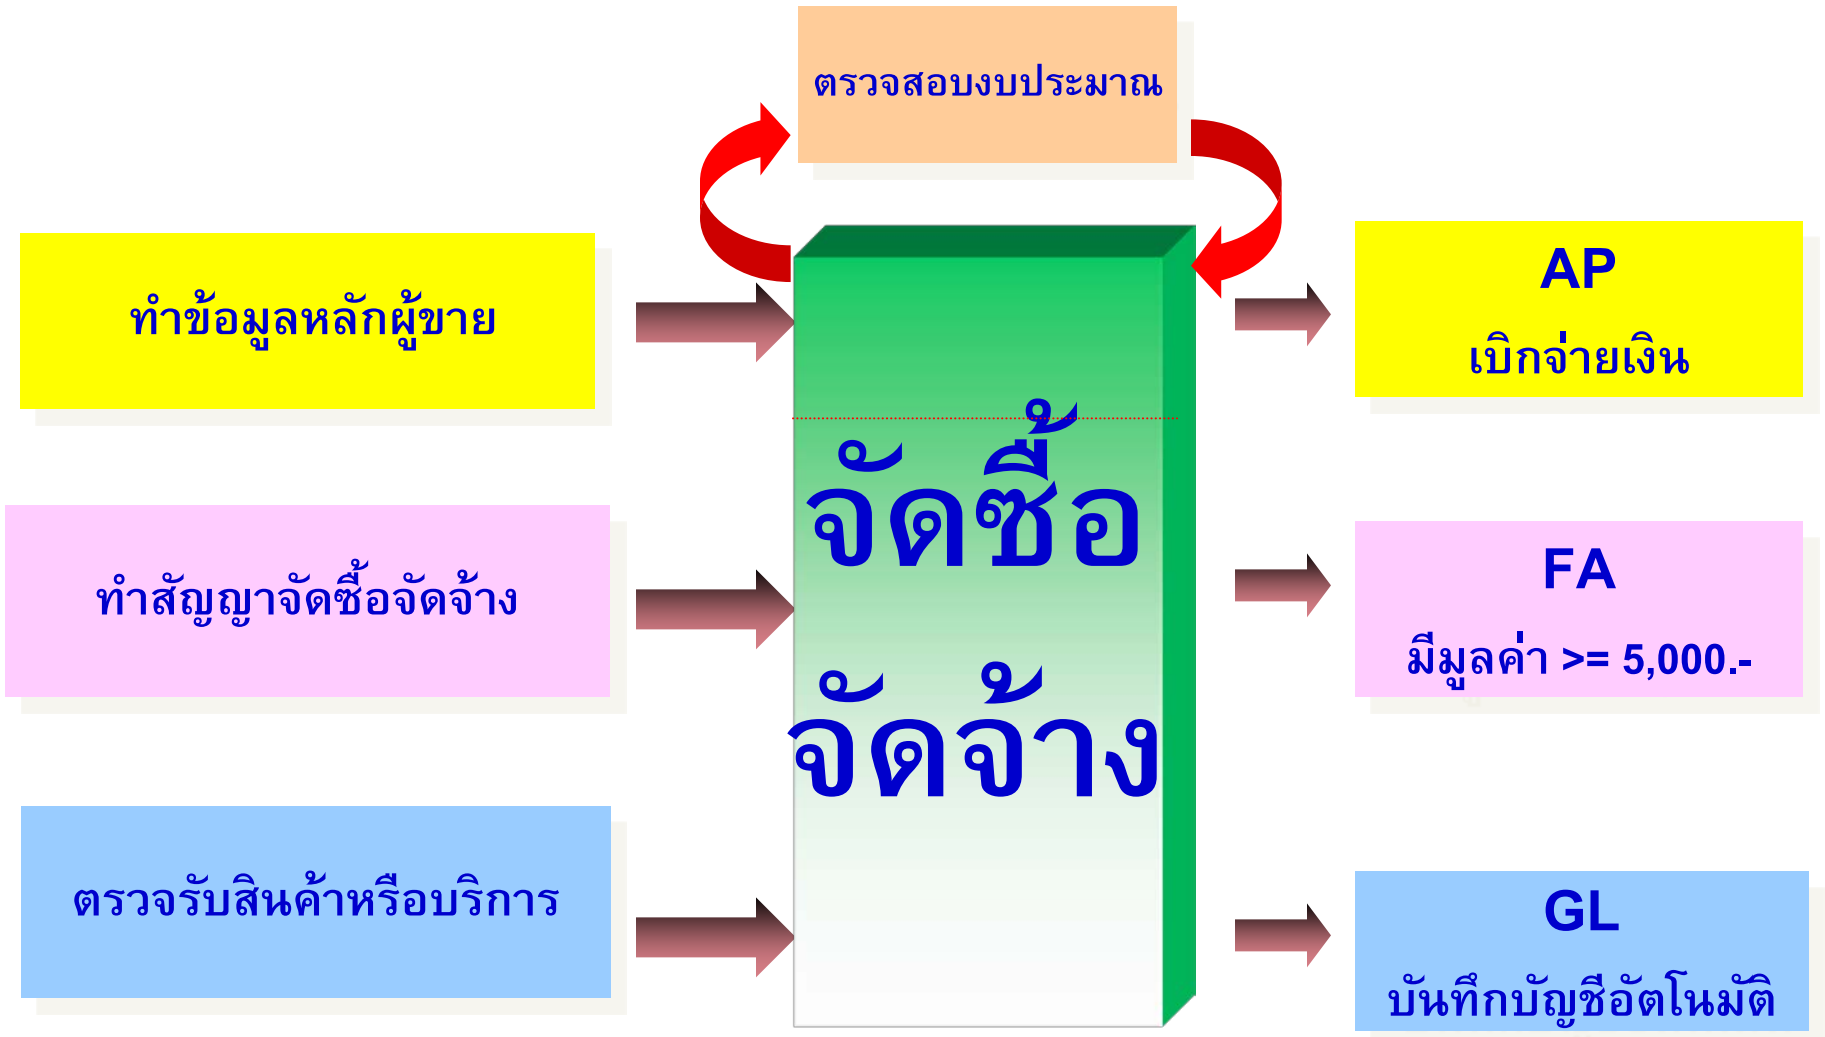 ตรวจสอบงบประมาณ
ทำข้อมูลหลักผู้ขาย
ทำสัญญาจัดซื้อจัดจ้าง
ตรวจรับสินค้าหรือบริการ
จัดซื้อ
จัดจ้าง
AP
เบิกจ่ายเงิน
FA
มีมูลค่า >= 5,000.-
GL
บันทึกบัญชีอัตโนมัติ